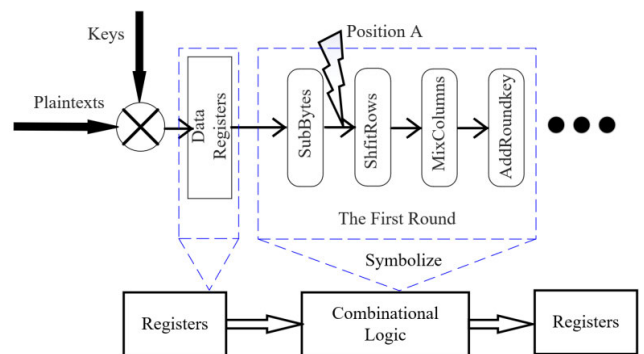 Keys
Position A
Plaintexts
Data
Registers
SubBytes
ShfitRows
MixColumns
AddRoundkey
The First Round
Symbolize
Registers
Combinational
Logic
Registers